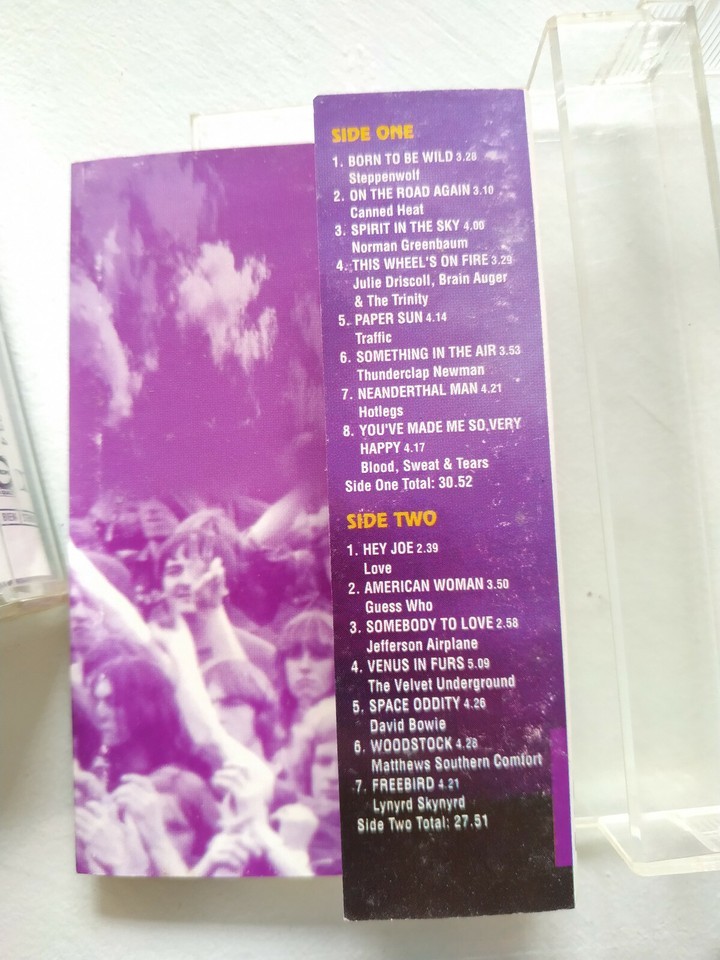 SIDE ONE
1. BORN TO BE WILD 3.28
Steppenwolf
2. ON THE ROAD AGAIN 3.10
Canned Heat
3. SPIRIT IN THE SKY 4.00
Norman Greenbaum
4. THIS WHEEL'S ON FIRE 3.29
Julie Driscoll, Brain Auger
& The Trinity
5. PAPER SUN 4.14
Traffic
6. SOMETHING IN THE AIR 3.53
Thunderclap Newman
7. NEANDERTHAL MAN 4.21
Hotlegs
8. YOU'VE MADE ME SO VERY
HAPPY 4.17
Blood, Sweat & Tears
Side One Total: 30.52
SIDE TWO
1. HEY JOE 2.39
Love
2. AMERICAN WOMAN 3.50
Guess Who
3. SOMEBODY TO LOVE 2.58
Jefferson Airplane
4. VENUS IN FURS 5.09
The Velvet Underground
5. SPACE ODDITY 4.26
David Bowie
6. WOODSTOCK 4.28
Matthews Southern Comfort
7. FREEBIRD 4.21
Lynyrd Skynyrd
Side Two Total: 27.51